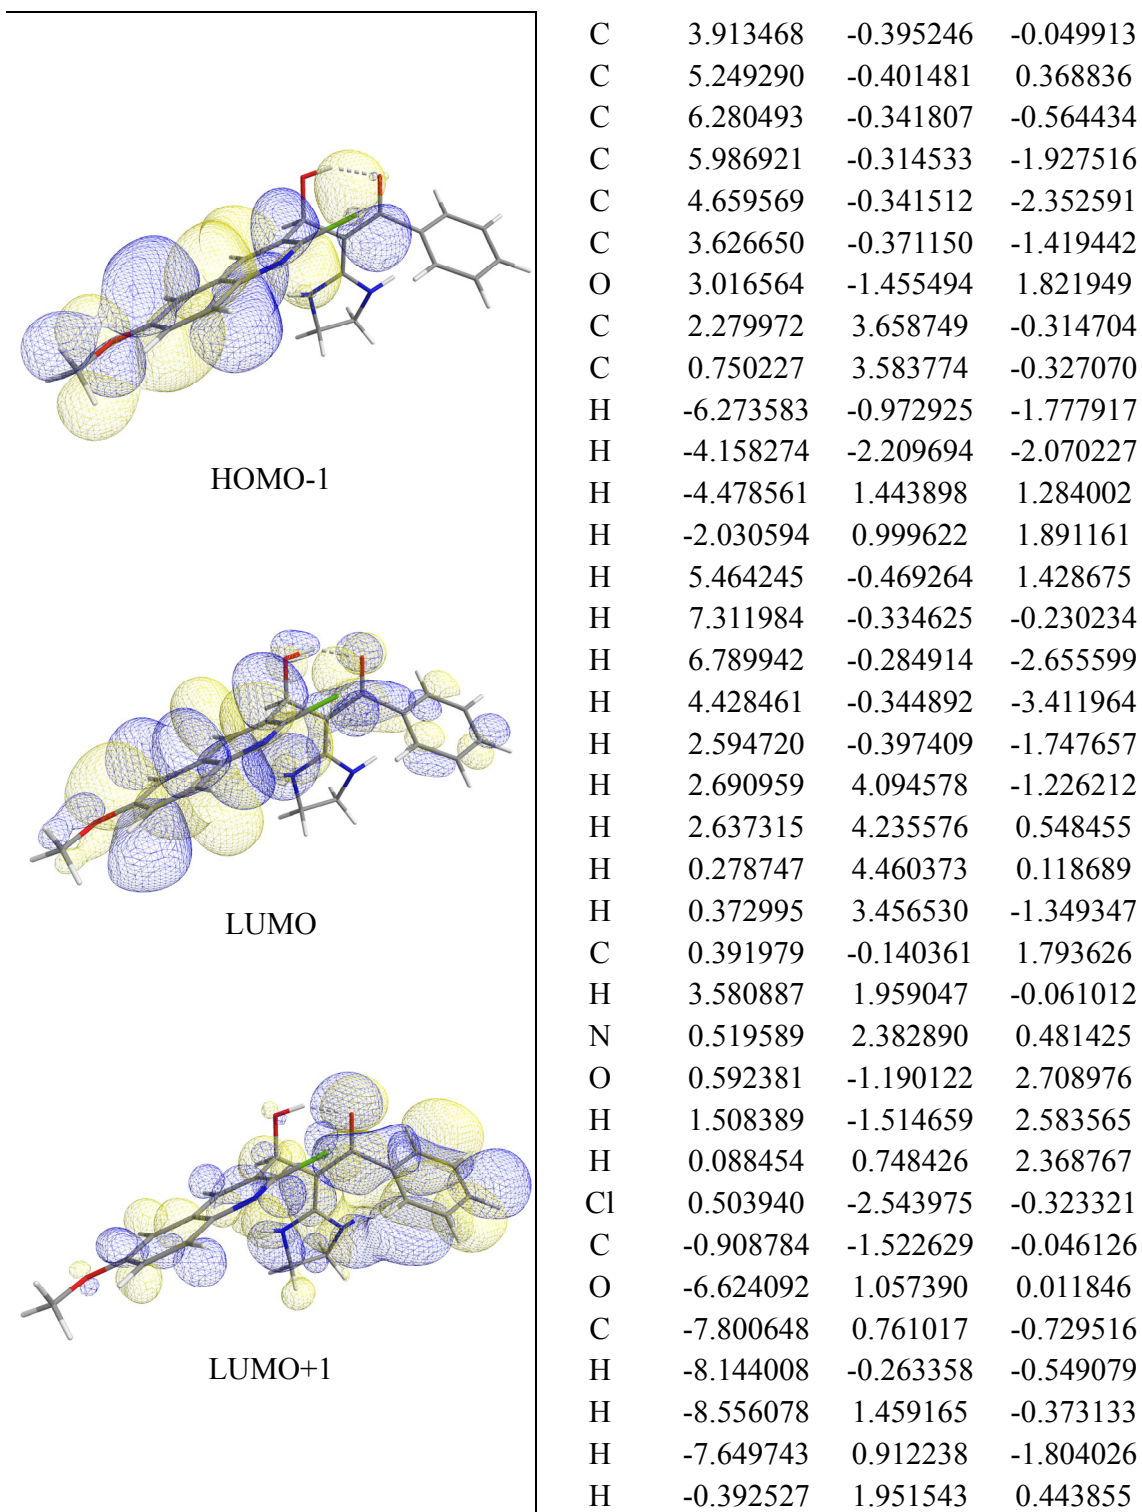 HOMO-1
LUMO
LUMO+1
C 3.913468 -0.395246 -0.049913
C 5.249290 -0.401481 0.368836
C 6.280493 -0.341807 -0.564434
C 5.986921 -0.314533 -1.927516
C 4.659569 -0.341512 -2.352591
C 3.626650 -0.371150 -1.419442
O 3.016564 -1.455494 1.821949
C 2.279972 3.658749 -0.314704
C 0.750227 3.583774 -0.327070
H -6.273583 -0.972925 -1.777917
H -4.158274 -2.209694 -2.070227
H -4.478561 1.443898 1.284002
H -2.030594 0.999622 1.891161
H 5.464245 -0.469264 1.428675
H 7.311984 -0.334625 -0.230234
H 6.789942 -0.284914 -2.655599
H 4.428461 -0.344892 -3.411964
H 2.594720 -0.397409 -1.747657
H 2.690959 4.094578 -1.226212
H 2.637315 4.235576 0.548455
H 0.278747 4.460373 0.118689
H 0.372995 3.456530 -1.349347
C 0.391979 -0.140361 1.793626
H 3.580887 1.959047 -0.061012
N 0.519589 2.382890 0.481425
O 0.592381 -1.190122 2.708976
H 1.508389 -1.514659 2.583565
H 0.088454 0.748426 2.368767
Cl 0.503940 -2.543975 -0.323321
C -0.908784 -1.522629 -0.046126
O -6.624092 1.057390 0.011846
C -7.800648 0.761017 -0.729516
H -8.144008 -0.263358 -0.549079
H -8.556078 1.459165 -0.373133
H -7.649743 0.912238 -1.804026
H -0.392527 1.951543 0.443855